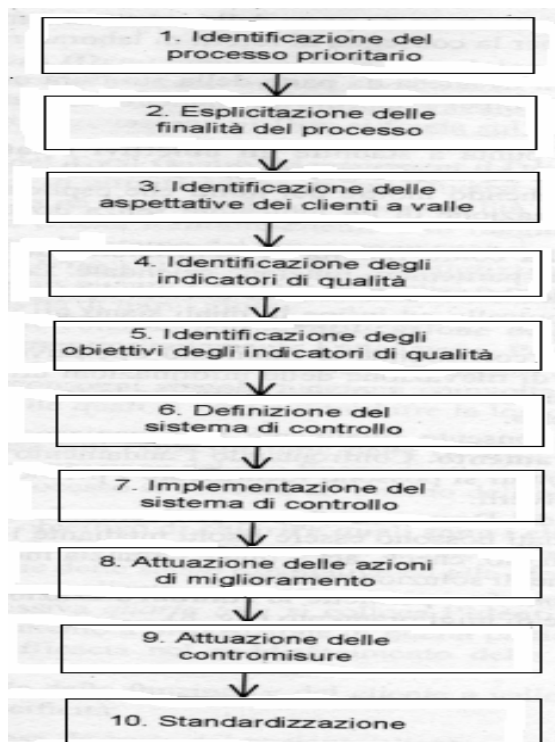 1. Identificazione del
processo prioritario
2. Esplicitazione delle
finalità del processo
3. Identificazione delle
aspettative dei clienti a valle
4. Identificazione degli
indicatori di qualità
5. Identificazione degli
obiettivi degli indicatori di qualità
6. Definizione del
sistema di controllo
7. Implementazione del
sistema di controllo
8. Attuazione delle azioni
di miglioramento
9. Attuazione delle
contromisure
10. Standardizzazione